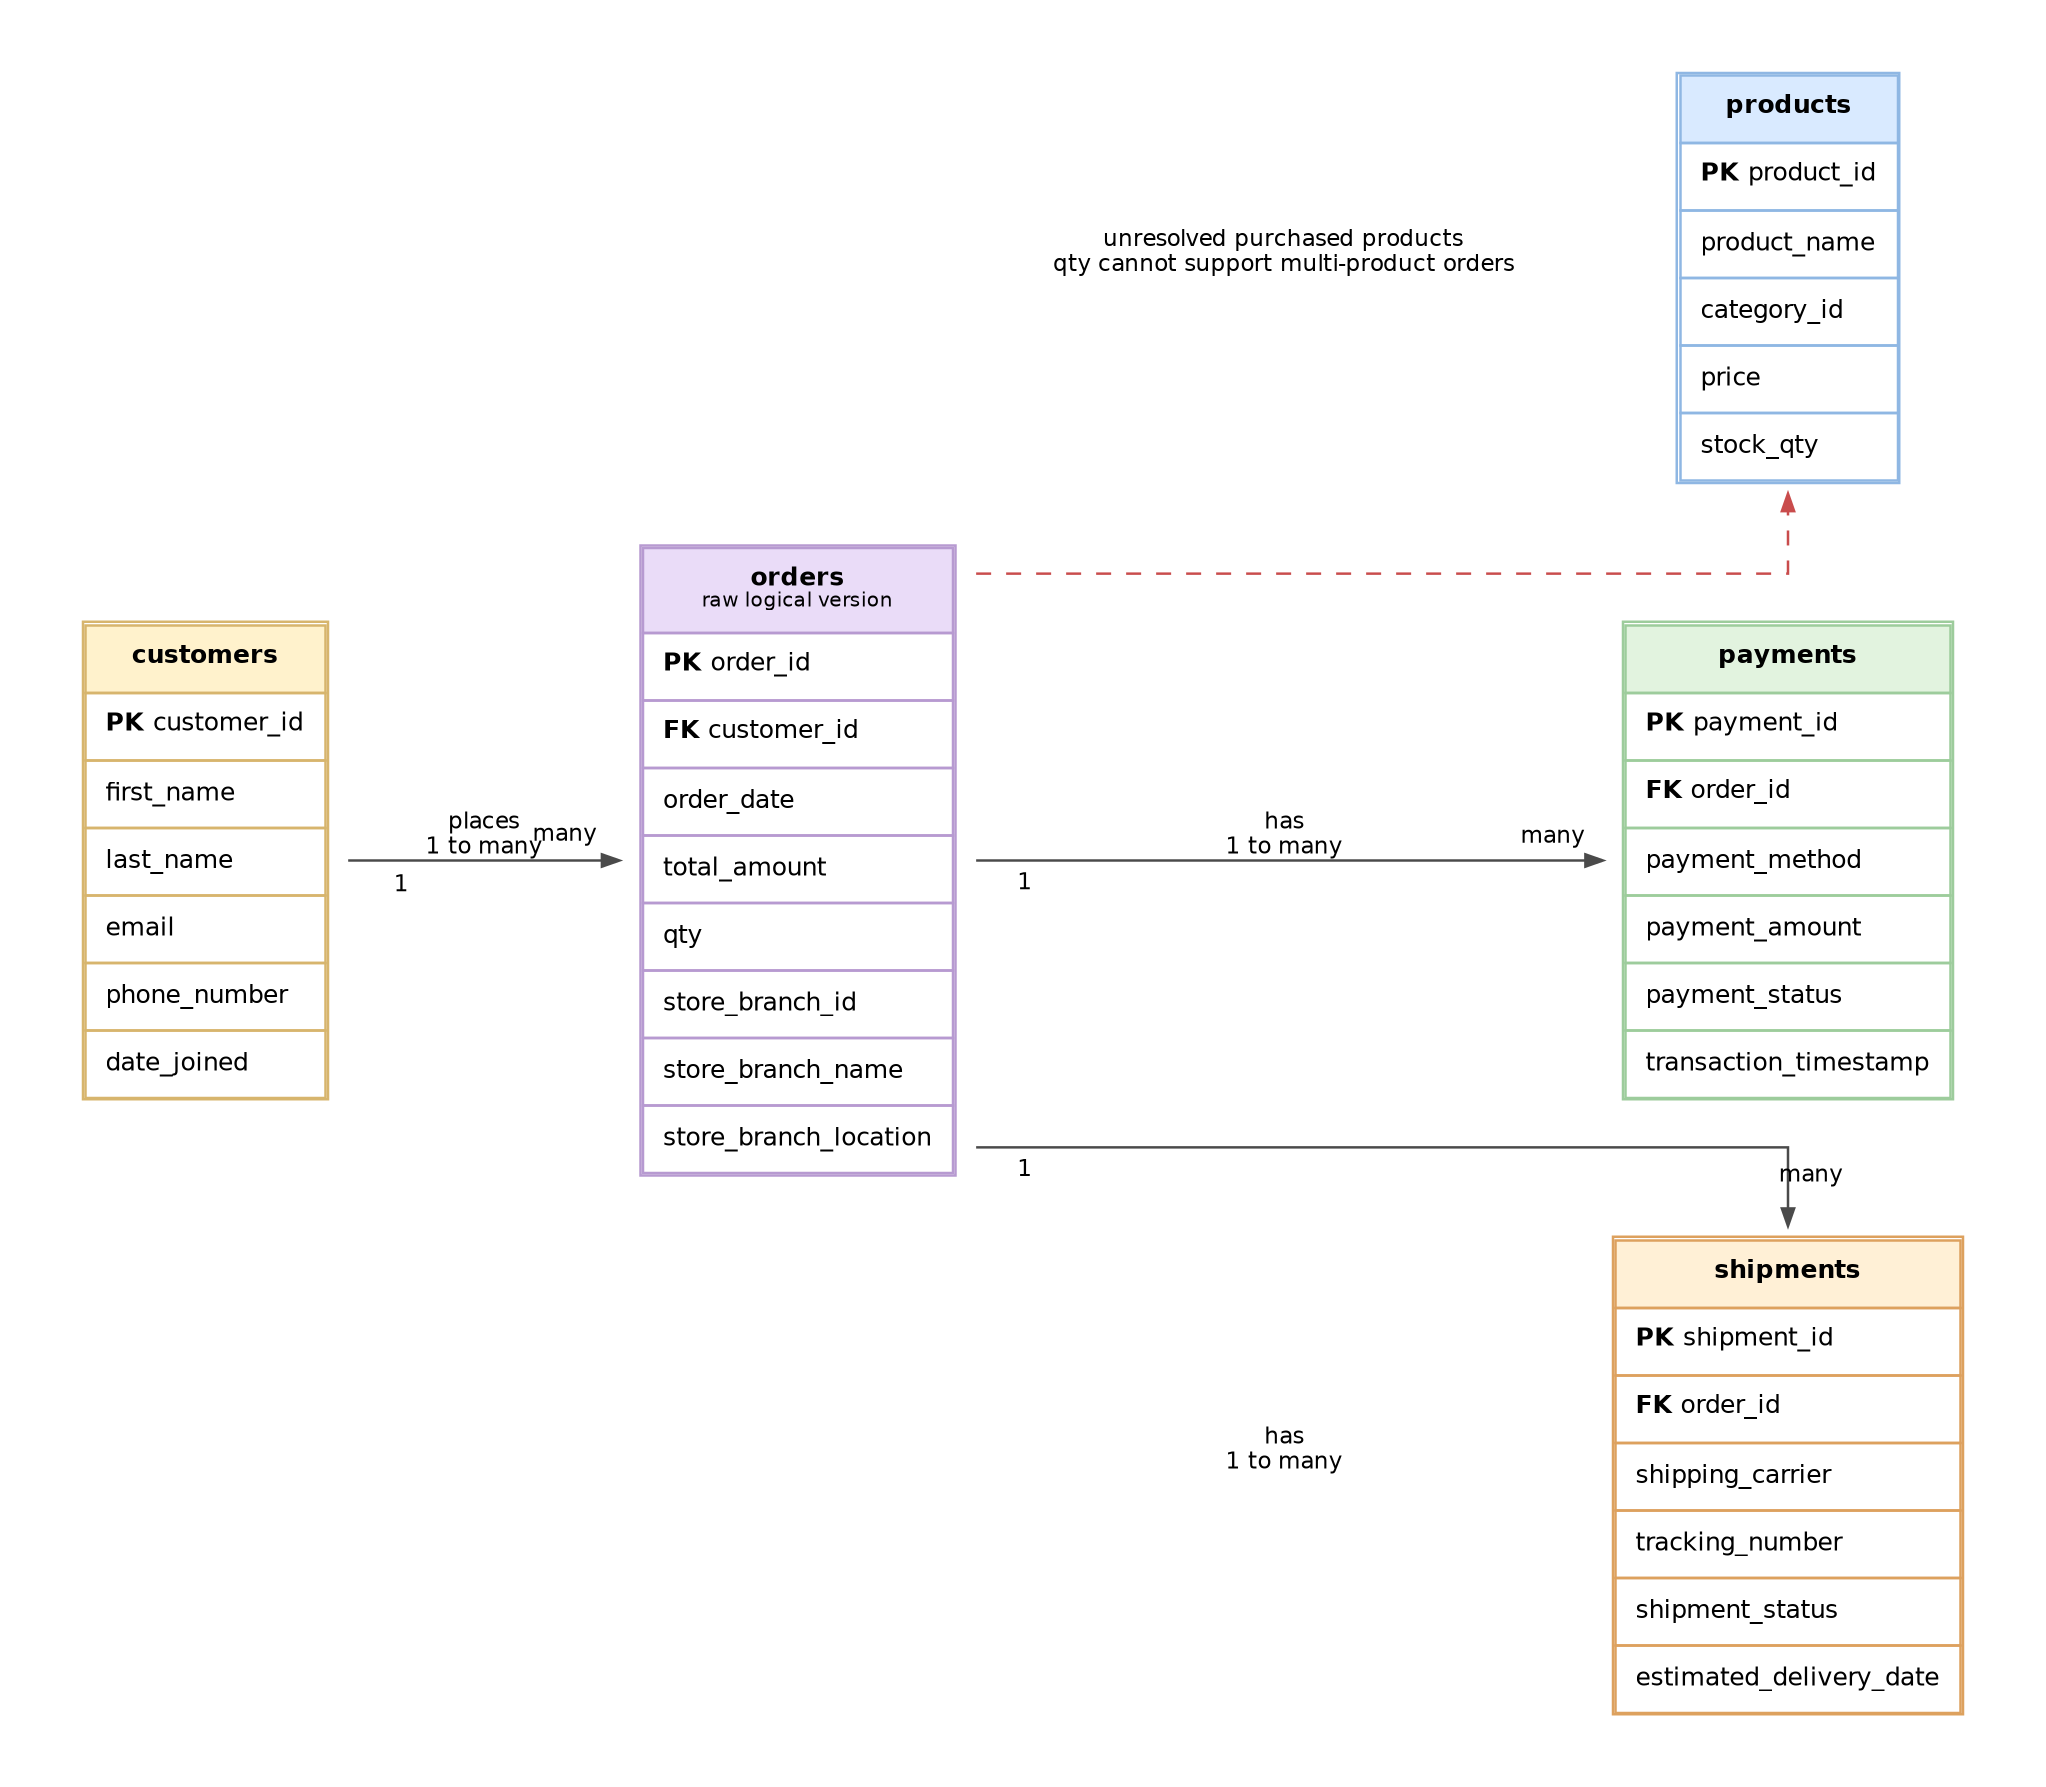 products
PK product_id
product_name
category_id
price
stock_qty
unresolved purchased products
qty cannot support multi-product orders
customers
PK customer_id
first_name
last_name
email
phone_number
date_joined
places
1 to many
many
1
orders
raw logical version
PK order_id
FK customer_id
order_date
total_amount
qty
store_branch_id
store_branch_name
store_branch_location
has
1 to many
many
1
payments
PK payment_id
FK order_id
payment_method
payment_amount
payment_status
transaction_timestamp
1
many
has
1 to many
shipments
PK shipment_id
FK order_id
shipping_carrier
tracking_number
shipment_status
estimated_delivery_date